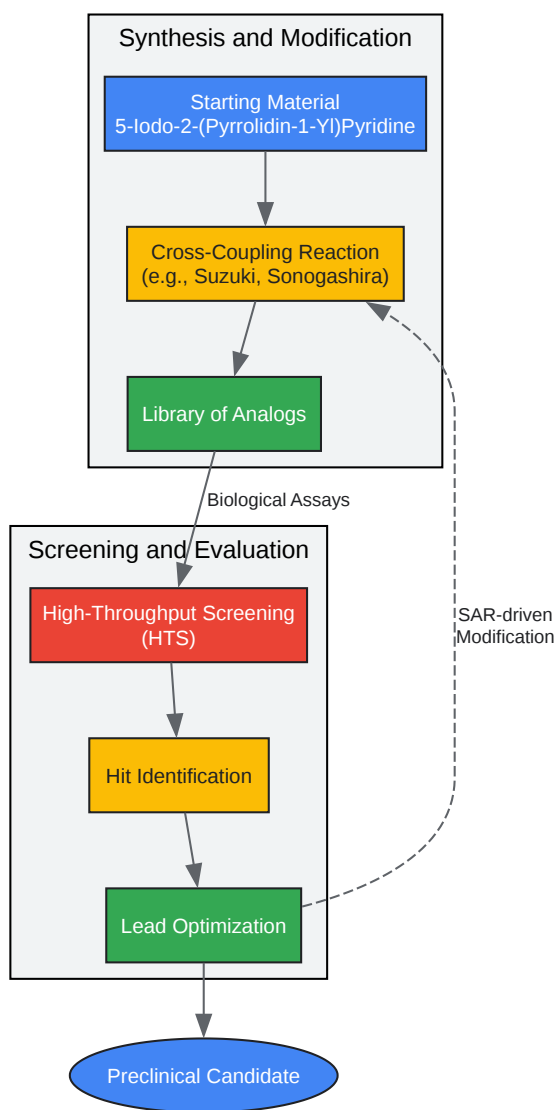 Synthesis and Modification
Starting Material
5-Iodo-2-(Pyrrolidin-1-Yl)Pyridine
Cross-Coupling Reaction
(e.g., Suzuki, Sonogashira)
Library of Analogs
Biological Assays
Screening and Evaluation
High-Throughput Screening
(HTS)
SAR-driven
Modification
Hit Identification
Lead Optimization
Preclinical Candidate